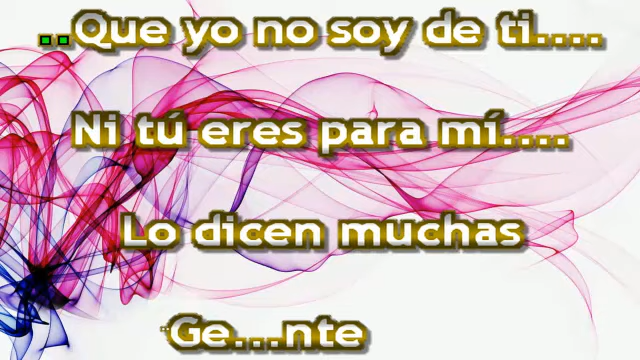 ..Que yo no soy de ti....
Ni tú eres para mí....
Lo dicen muchas
Ge...nte